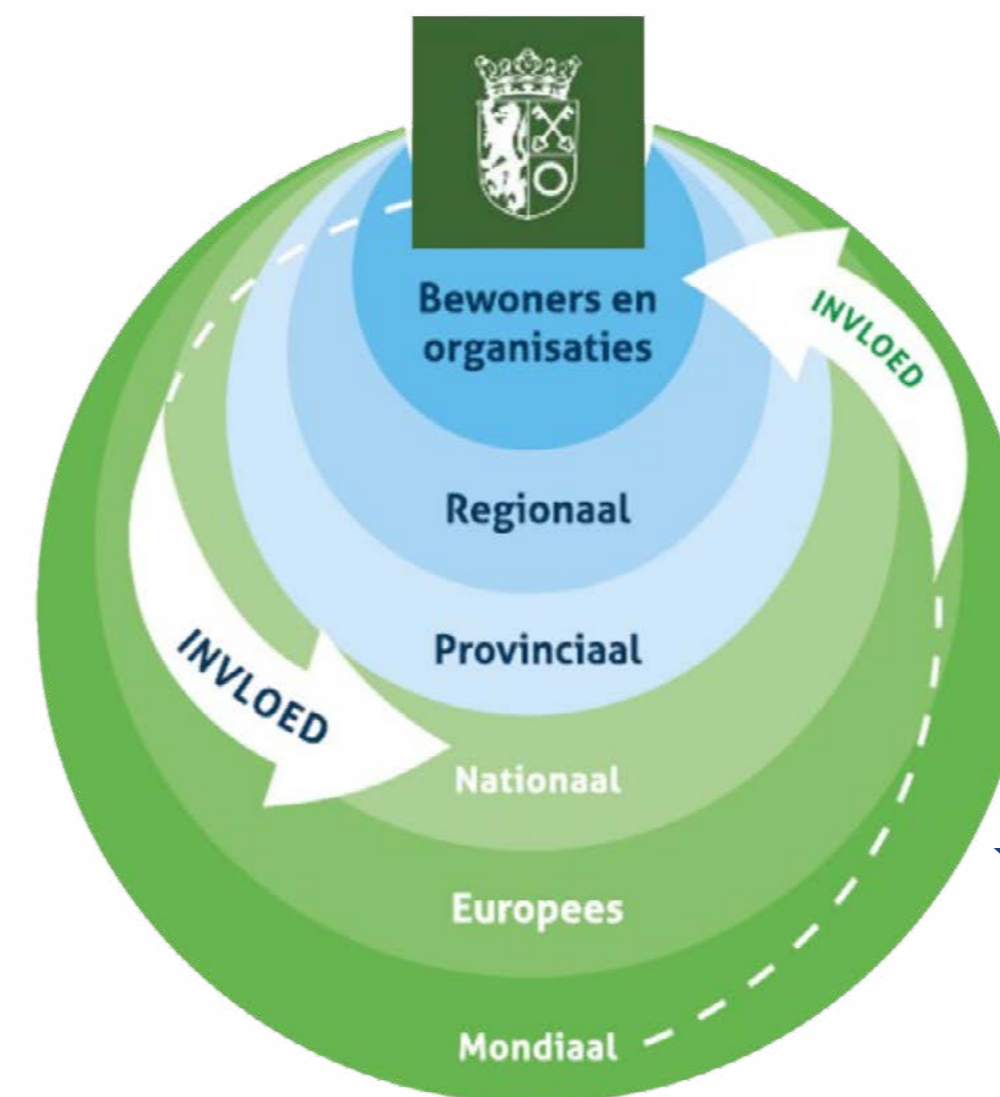 Bewoners en
organisaties
INVLOED
Regionaal
Provinciaal
INVLOED
Nationaal
Europees
Mondiaal